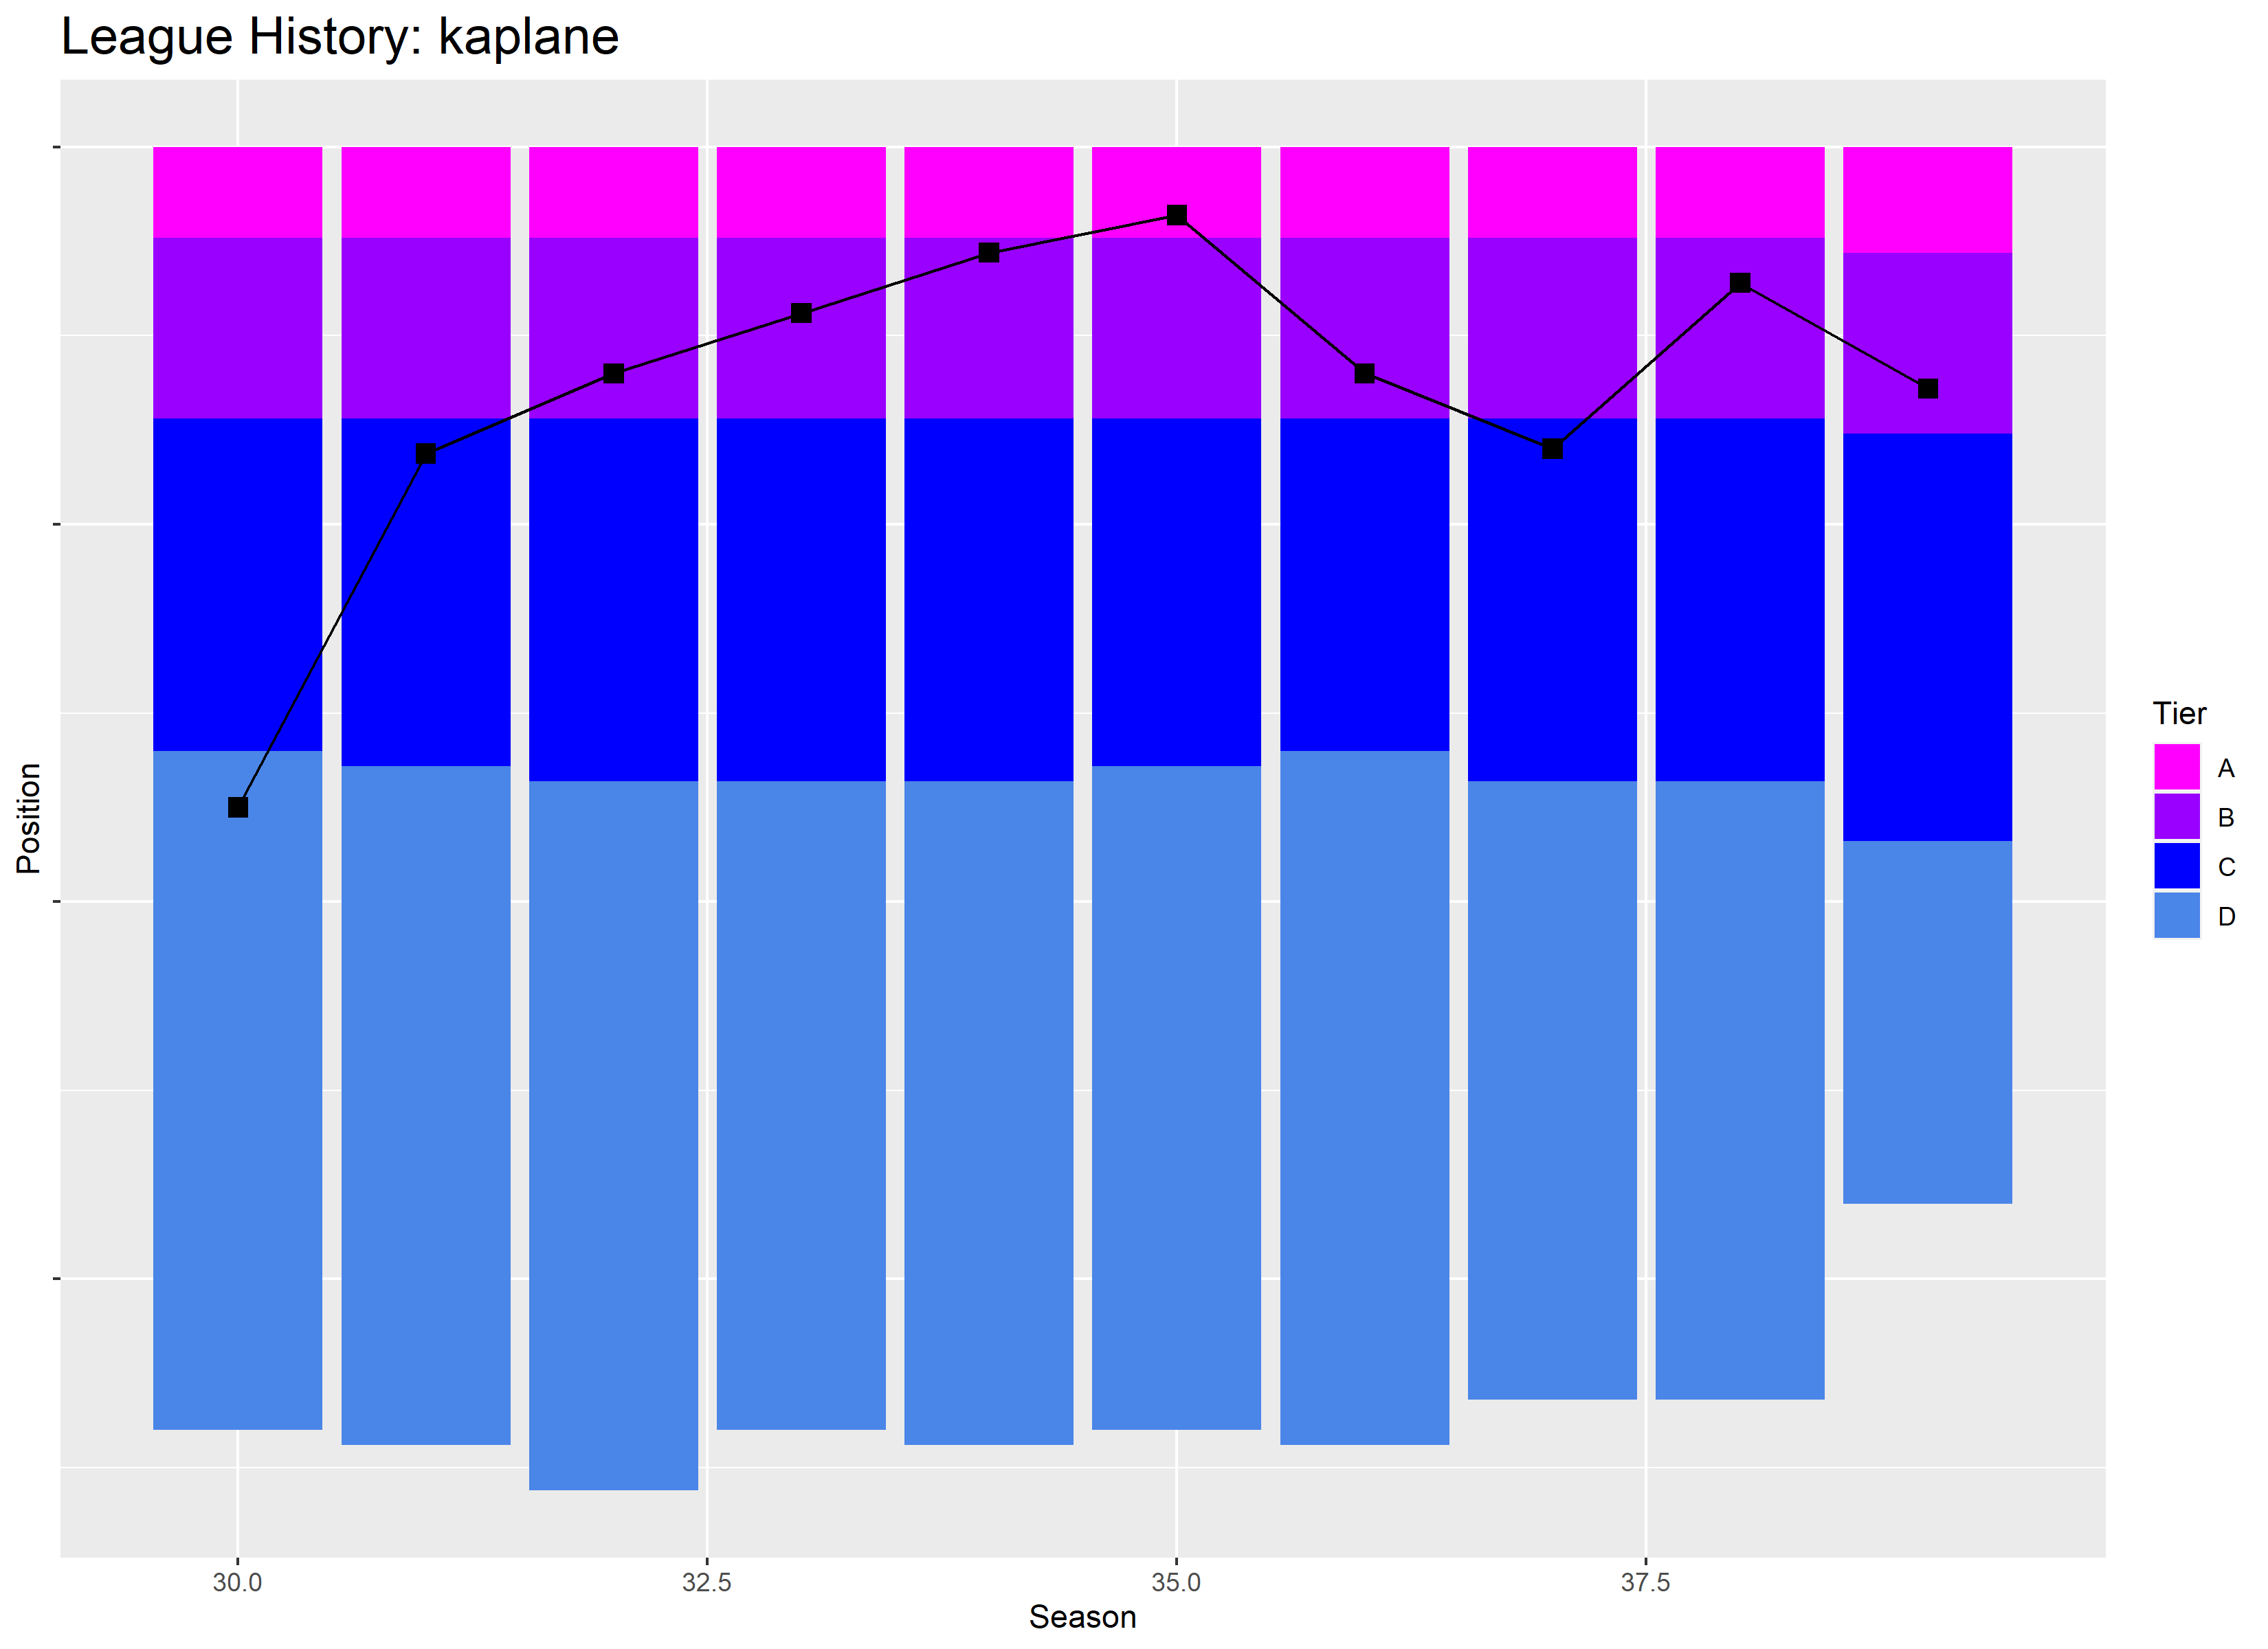 League History: kaplane
Position
Tier
A
B
C
D
30.0
32.5
35.0
37.5
Season